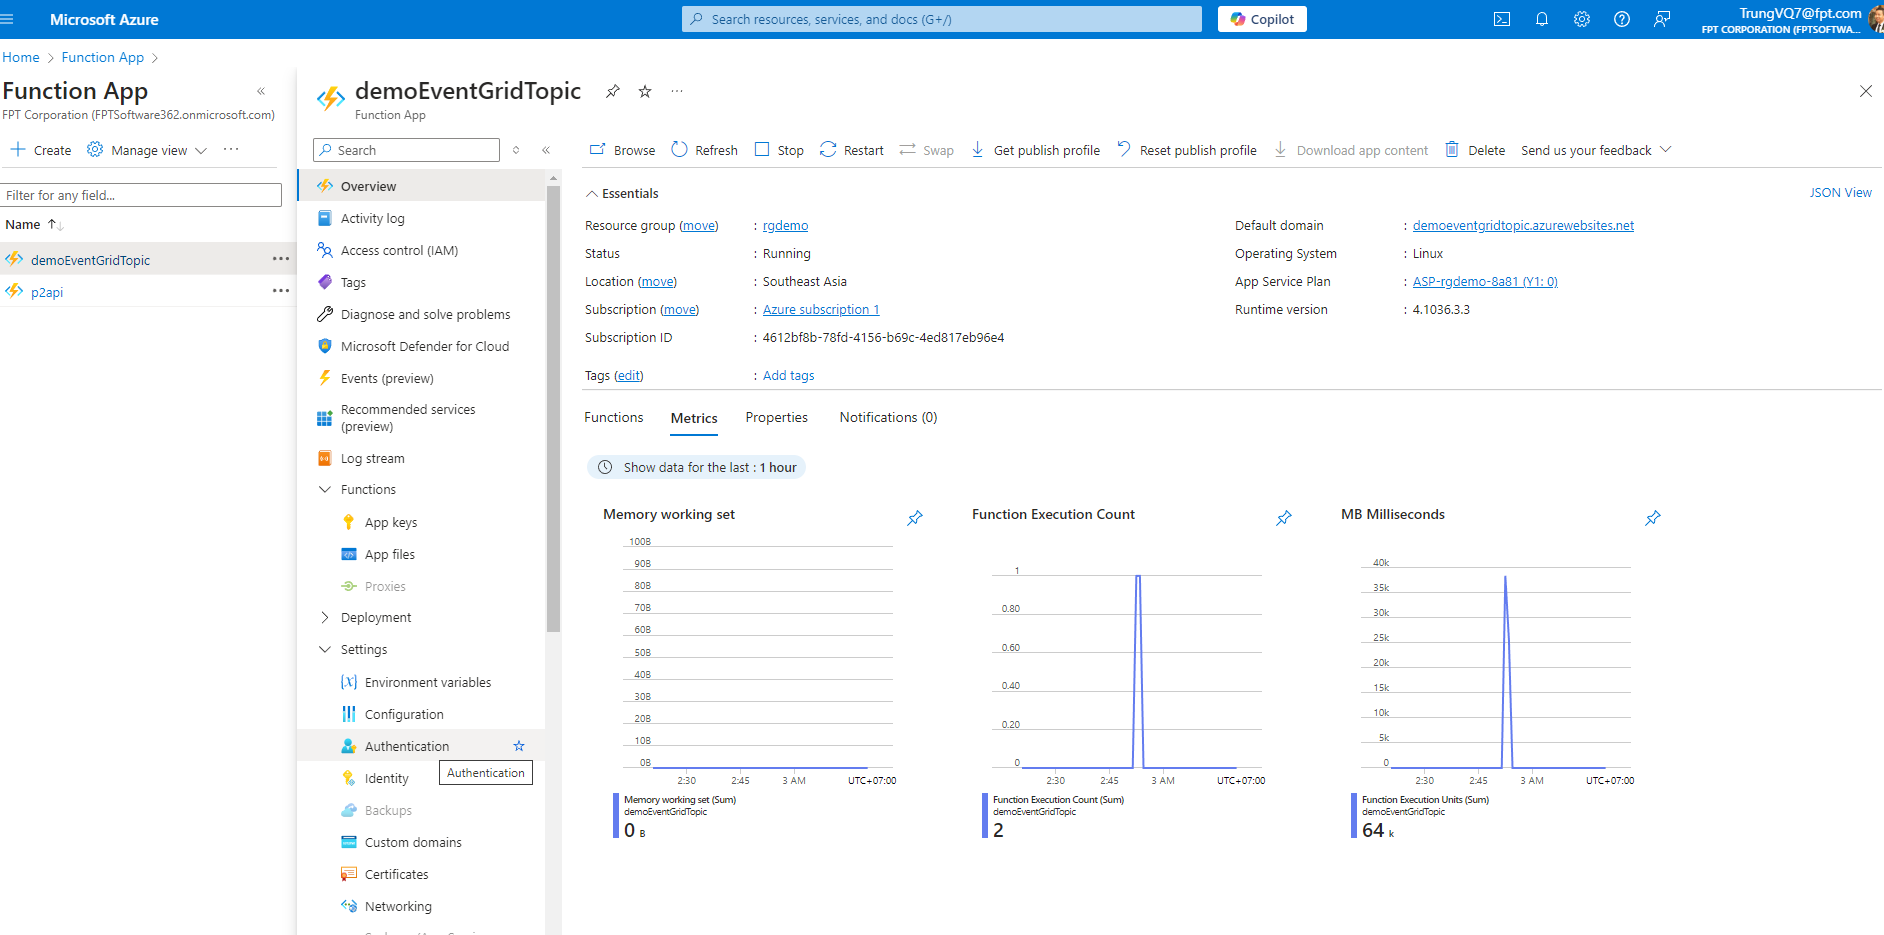 Microsoft Azure
Search resources, services, and docs (G+/)
Copilot
TrungVQ7@fpt.com
FPT CORPORATION (FPTSOFTWA...
Home
Function App
Function App
FPT Corporation (FPTSoftware362.onmicrosoft.com)
Create
Manage view
Filter for any field...
Name
demoEventGridTopic
p2api
demoEventGridTopic
Function App
Search
Overview
Activity log
Access control (IAM)
Tags
Diagnose and solve problems
Microsoft Defender for Cloud
Events (preview)
Recommended services
(preview)
Log stream
Functions
App keys
App files
Proxies
Deployment
Settings
Environment variables
Configuration
Authentication
Authentication
Identity
Backups
Custom domains
Certificates
Networking
Browse
Refresh
Stop
Restart
Swap
Get publish profile
Reset publish profile
Download app content
Delete
Send us your feedback
Essentials
JSON View
Resource group (move) : rgdemo
Status : Running
Location (move) : Southeast Asia
Subscription (move) : Azure subscription 1
Subscription ID : 4612bf8b-78fd-4156-b69c-4ed817eb96e4
Tags (edit) : Add tags
Default domain : demoeventgridtopic.azurewebsites.net
Operating System : Linux
App Service Plan : ASP-rgdemo-8a81 (Y1: 0)
Runtime version : 4.1036.3.3
Functions
Metrics
Properties
Notifications (0)
Show data for the last : 1 hour
Memory working set
100B
90B
80B
70B
60B
50B
40B
30B
20B
10B
0B
2:30 2:45 3 AM UTC+07:00
Memory working set (Sum)
demoEventGridTopic
0 B
Function Execution Count
1
0.80
0.60
0.40
0.20
0
2:30 2:45 3 AM UTC+07:00
Function Execution Count (Sum)
demoEventGridTopic
2
MB Milliseconds
40k
35k
30k
25k
20k
15k
10k
5k
0
2:30 2:45 3 AM UTC+07:00
Function Execution Units (Sum)
demoEventGridTopic
64 k